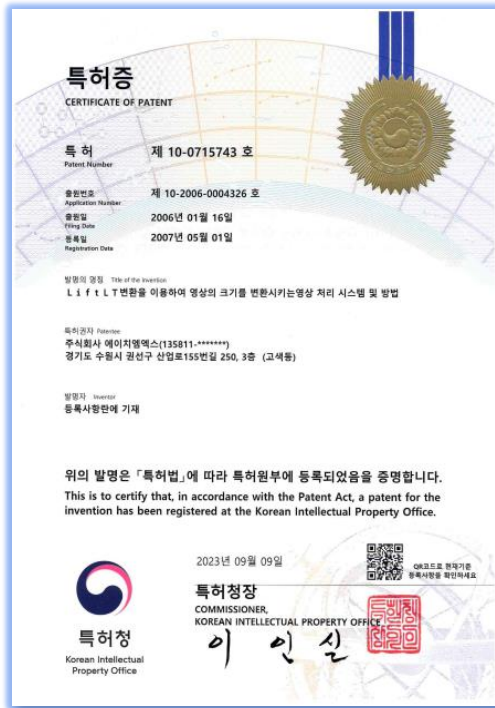 특허증
CERTIFICATE OF PATENT
특 허 제 10-0715743 호
Patent Number
출원번호 제 10-2006-0004326 호
Application Number
출원일 2006년 01월 16일
Filing Date
등록일 2007년 05월 01일
Registration Date
발명의 명칭 Title of the Invention
LiftLT변환을 이용하여 영상의 크기를 변환시키는영상 처리 시스템 및 방법
특허권자 Patentee
주식회사 에이치엠엑스(135811-*******)
경기도 수원시 권선구 산업로155번길 250, 3층 (고색동)
발명자 Inventor
등록사항란에 기재
위의 발명은 「특허법」에 따라 특허원부에 등록되었음을 증명합니다.
This is to certify that, in accordance with the Patent Act, a patent for the
invention has been registered at the Korean Intellectual Property Office.
2023년 09월 09일
QR코드로 현재기준
등록사항을 확인하세요
특허청장
COMMISSIONER,
KOREAN INTELLECTUAL PROPERTY OFFICE
이 인 실
특허청
Korean Intellectual
Property Office